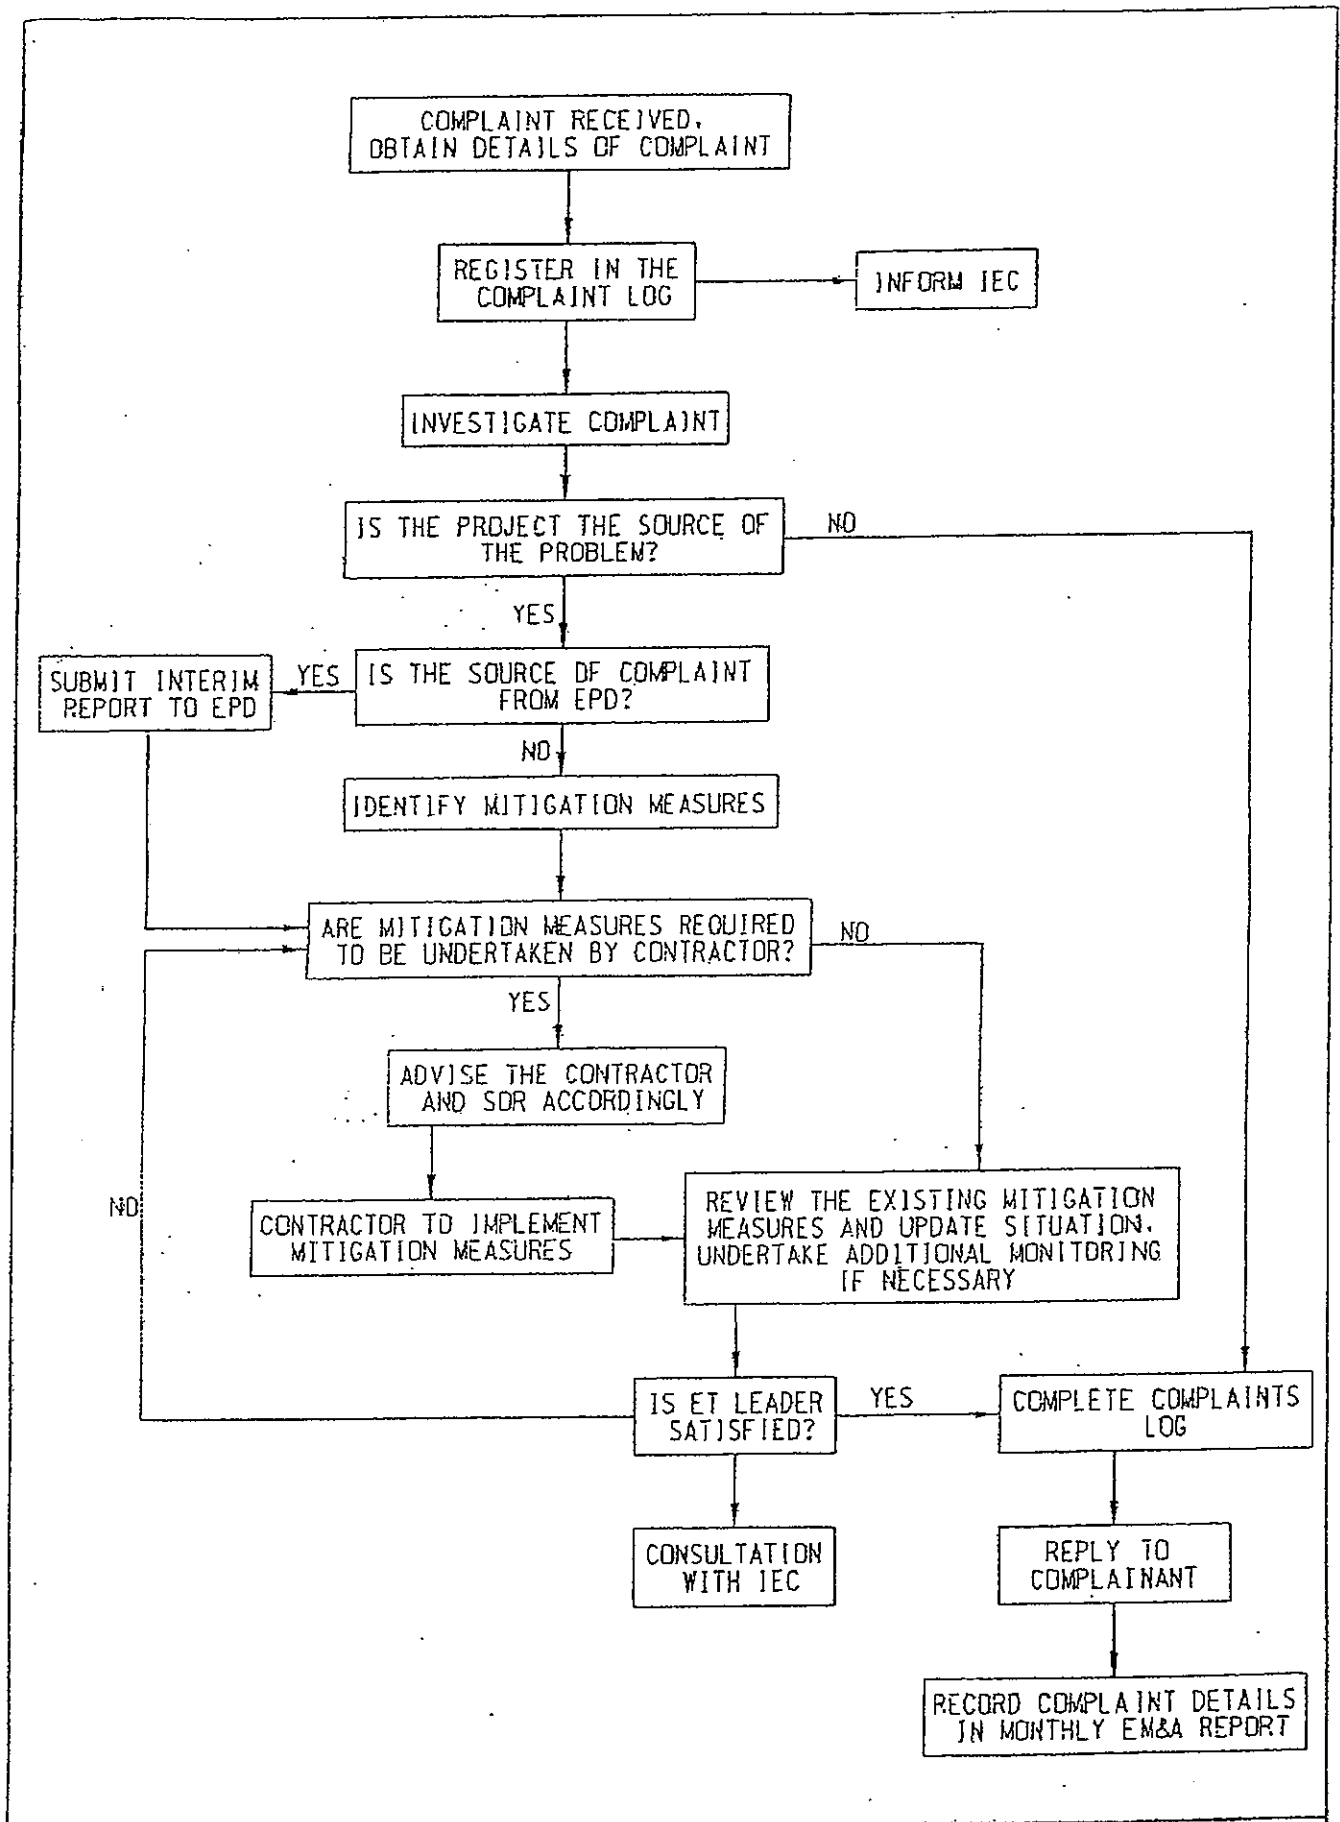 COMPLAINT RECEIVED.
OBTAIN DETAILS OF COMPLAINT
REGISTER IN THE
COMPLAINT LOG
INFORM IEC
INVESTIGATE COMPLAINT
IS THE PROJECT THE SOURCE OF
THE PROBLEM?
NO
YES
SUBMIT INTERIM
REPORT TO EPD
YES
IS THE SOURCE OF COMPLAINT
FROM EPD?
NO
IDENTIFY MITIGATION MEASURES
ARE MITIGATION MEASURES REQUIRED
TO BE UNDERTAKEN BY CONTRACTOR?
NO
YES
ADVISE THE CONTRACTOR
AND SOR ACCORDINGLY
NO
CONTRACTOR TO IMPLEMENT
MITIGATION MEASURES
REVIEW THE EXISTING MITIGATION
MEASURES AND UPDATE SITUATION.
UNDERTAKE ADDITIONAL MONITORING
IF NECESSARY
IS ET LEADER
SATISFIED?
YES
COMPLETE COMPLAINTS
LOG
CONSULTATION
WITH IEC
REPLY TO
COMPLAINANT
RECORD COMPLAINT DETAILS
IN MONTHLY EM&A REPORT